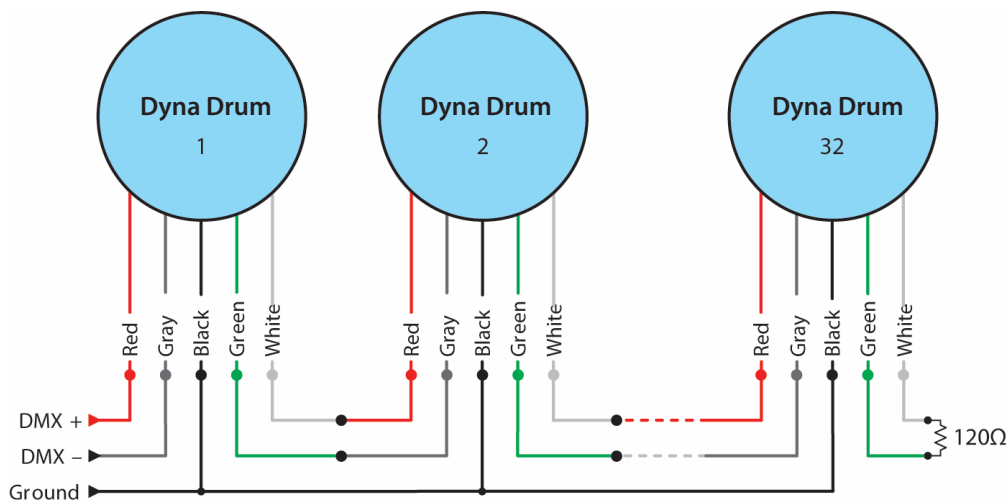 Dyna Drum
1
Dyna Drum
2
Dyna Drum
32
Red
Gray
Black
Green
White
Red
Gray
Black
Green
White
Red
Gray
Black
Green
White
DMX +
DMX –
Ground
120Ω